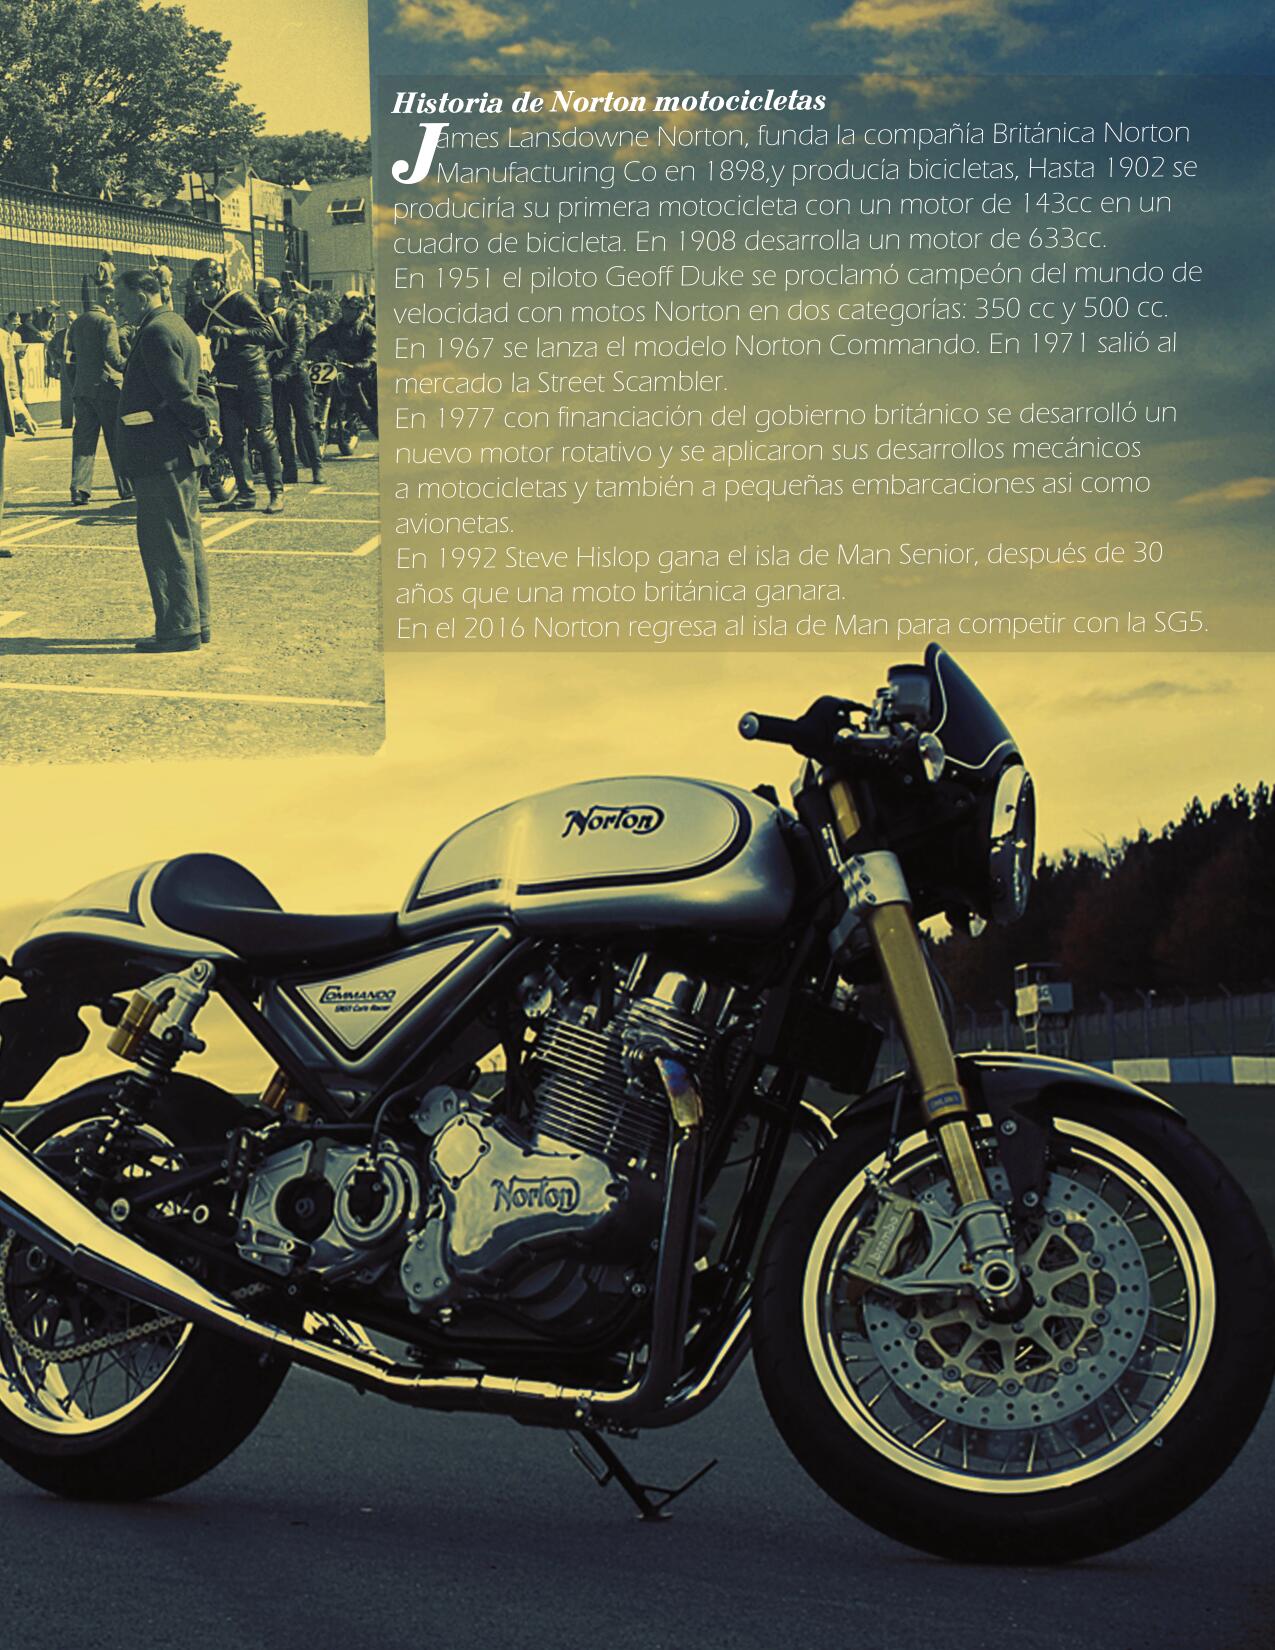 Historia de Norton motocicletas
James Lansdowne Norton, funda la compañía Británica Norton
Manufacturing Co en 1898,y producía bicicletas, Hasta 1902 se
produciría su primera motocicleta con un motor de 143cc en un
cuadro de bicicleta. En 1908 desarrolla un motor de 633cc.
En 1951 el piloto Geoff Duke se proclamó campeón del mundo de
velocidad con motos Norton en dos categorías: 350 cc y 500 cc.
En 1967 se lanza el modelo Norton Commando. En 1971 salió al
mercado la Street Scambler.
En 1977 con financiación del gobierno británico se desarrolló un
nuevo motor rotativo y se aplicaron sus desarrollos mecánicos
a motocicletas y también a pequeñas embarcaciones asi como
avionetas.
En 1992 Steve Hislop gana el isla de Man Senior, después de 30
años que una moto británica ganara.
En el 2016 Norton regresa al isla de Man para competir con la SG5.
82
Norton
COMMANDO
961 Cafe Racer
Norton
ÖHLINS
brembo